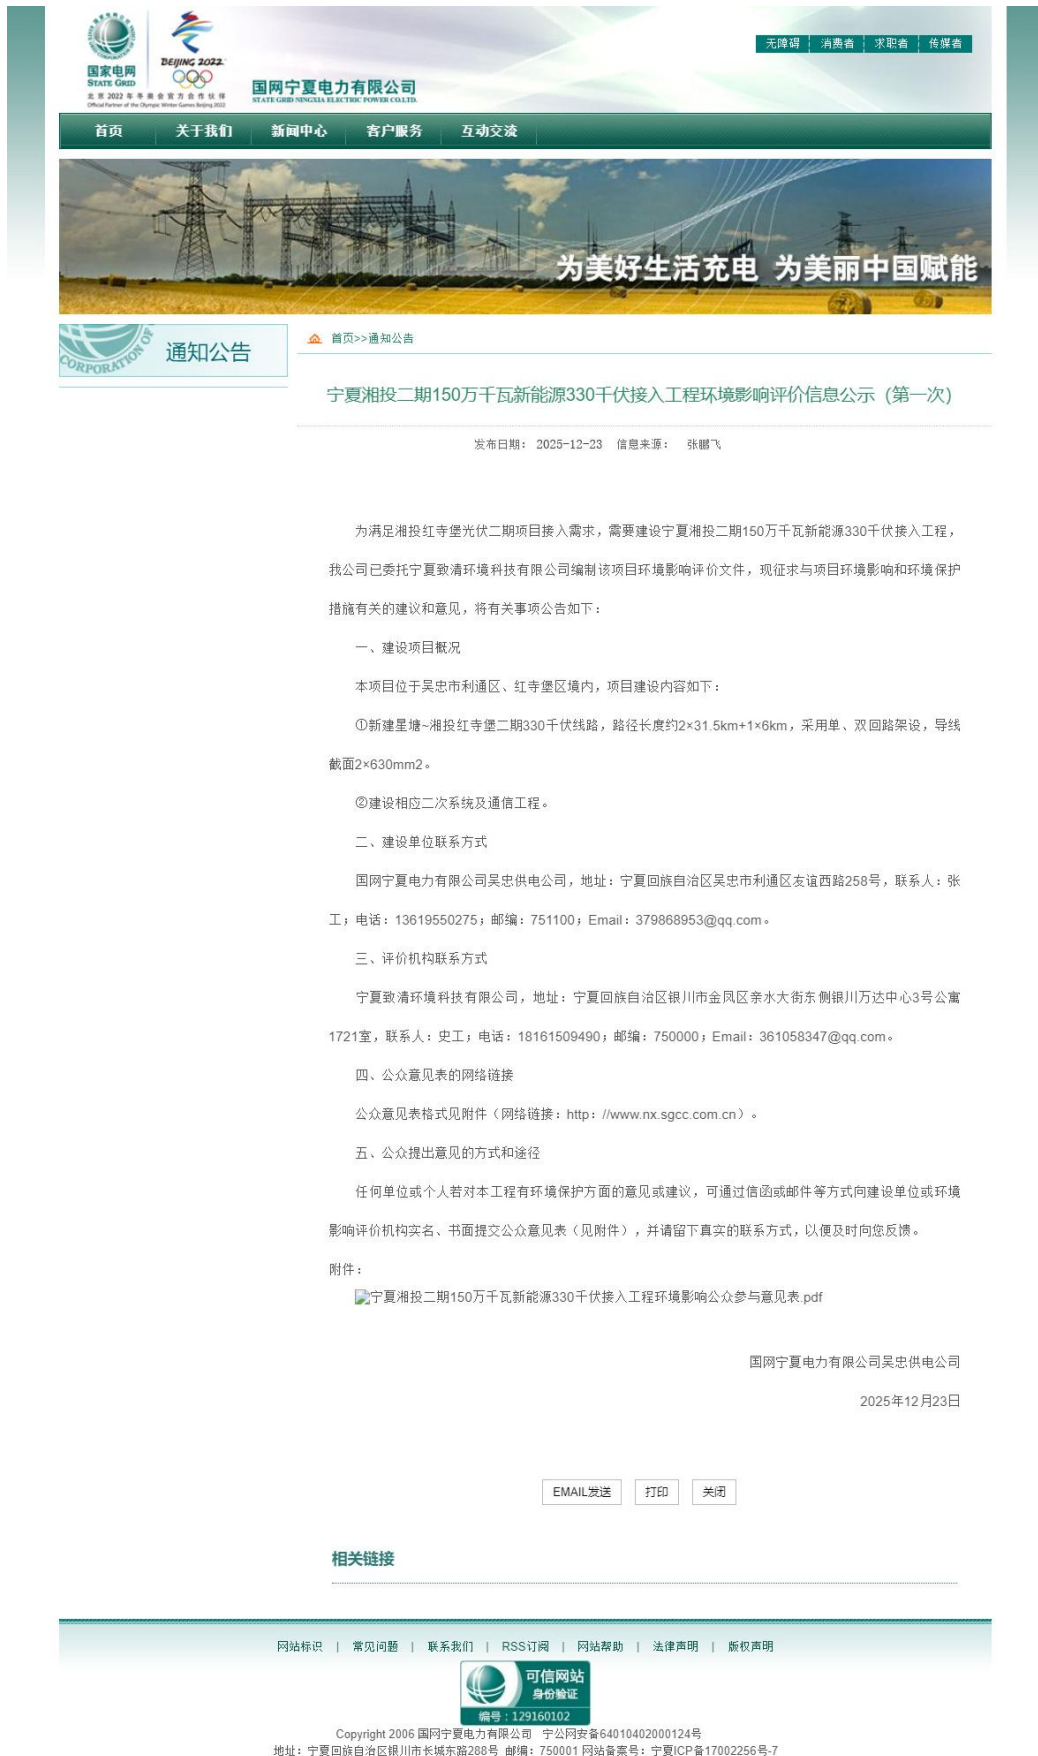 国家电网
STATE GRID
BEIJING 2022
北京2022年冬奥会官方合作伙伴
Official Partner of the Olympic Winter Games Beijing 2022
国网宁夏电力有限公司
STATE GRID NINGXIA ELECTRIC POWER CO.LTD.
无障碍 消费者 求职者 传媒者
首页 关于我们 新闻中心 客户服务 互动交流
为美好生活充电 为美丽中国赋能
CORPORATION OF
通知公告
首页>>通知公告
宁夏湘投二期150万千瓦新能源330千伏接入工程环境影响评价信息公示（第一次）
发布日期： 2025-12-23 信息来源： 张鹏飞
为满足湘投红寺堡光伏二期项目接入需求，需要建设宁夏湘投二期150万千瓦新能源330千伏接入工程，
我公司已委托宁夏致清环境科技有限公司编制该项目环境影响评价文件，现征求与项目环境影响和环境保护
措施有关的建议和意见，将有关事项公告如下：
一、建设项目概况
本项目位于吴忠市利通区、红寺堡区境内，项目建设内容如下：
①新建星塘~湘投红寺堡二期330千伏线路，路径长度约2×31.5km+1×6km，采用单、双回路架设，导线
截面2×630mm2。
②建设相应二次系统及通信工程。
二、建设单位联系方式
国网宁夏电力有限公司吴忠供电公司，地址：宁夏回族自治区吴忠市利通区友谊西路258号，联系人：张
工；电话：13619550275；邮编：751100；Email：379868953@qq.com。
三、评价机构联系方式
宁夏致清环境科技有限公司，地址：宁夏回族自治区银川市金凤区亲水大街东侧银川万达中心3号公寓
1721室，联系人：史工；电话：18161509490；邮编：750000；Email：361058347@qq.com。
四、公众意见表的网络链接
公众意见表格式见附件（网络链接：http：//www.nx.sgcc.com.cn）。
五、公众提出意见的方式和途径
任何单位或个人若对本工程有环境保护方面的意见或建议，可通过信函或邮件等方式向建设单位或环境
影响评价机构实名、书面提交公众意见表（见附件），并请留下真实的联系方式，以便及时向您反馈。
附件：
宁夏湘投二期150万千瓦新能源330千伏接入工程环境影响公众参与意见表.pdf
国网宁夏电力有限公司吴忠供电公司
2025年12月23日
EMAIL发送 打印 关闭
相关链接
网站标识 | 常见问题 | 联系我们 | RSS订阅 | 网站帮助 | 法律声明 | 版权声明
可信网站
身份验证
编号：129160102
Copyright 2006 国网宁夏电力有限公司 宁公网安备64010402000124号
地址：宁夏回族自治区银川市长城东路288号 邮编：750001 网站备案号：宁夏ICP备17002256号-7